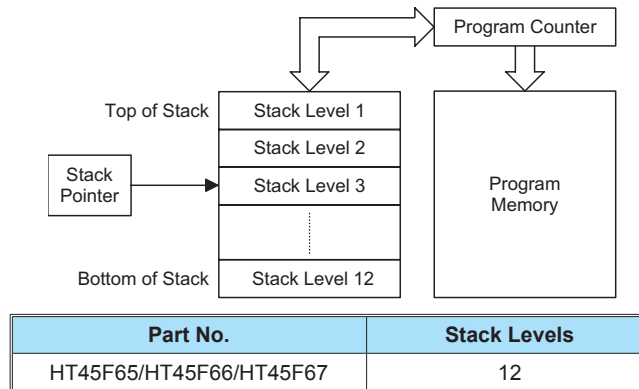 Program Counter
Top of Stack
Stack Level 1
Stack Level 2
Stack
Pointer
Stack Level 3
Program
Memory
Bottom of Stack
Stack Level 12
Part No. Stack Levels
HT45F65/HT45F66/HT45F67 12